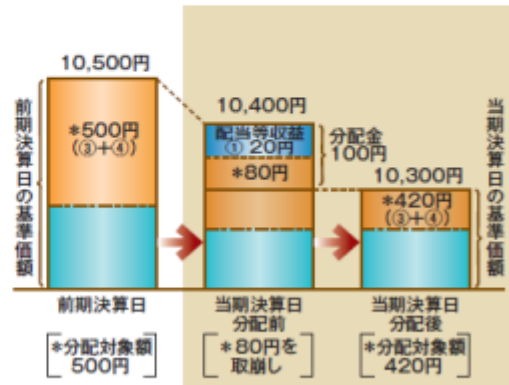 10,500円
前期決算日の基準価額
*500円
(③+④)
10,400円
配当等収益
① 20円
*80円
分配金
100円
10,300円
*420円
(③+④)
当期決算日の基準価額
前期決算日
当期決算日
分配前
当期決算日
分配後
*分配対象額
500円
*80円を
取崩し
*分配対象額
420円